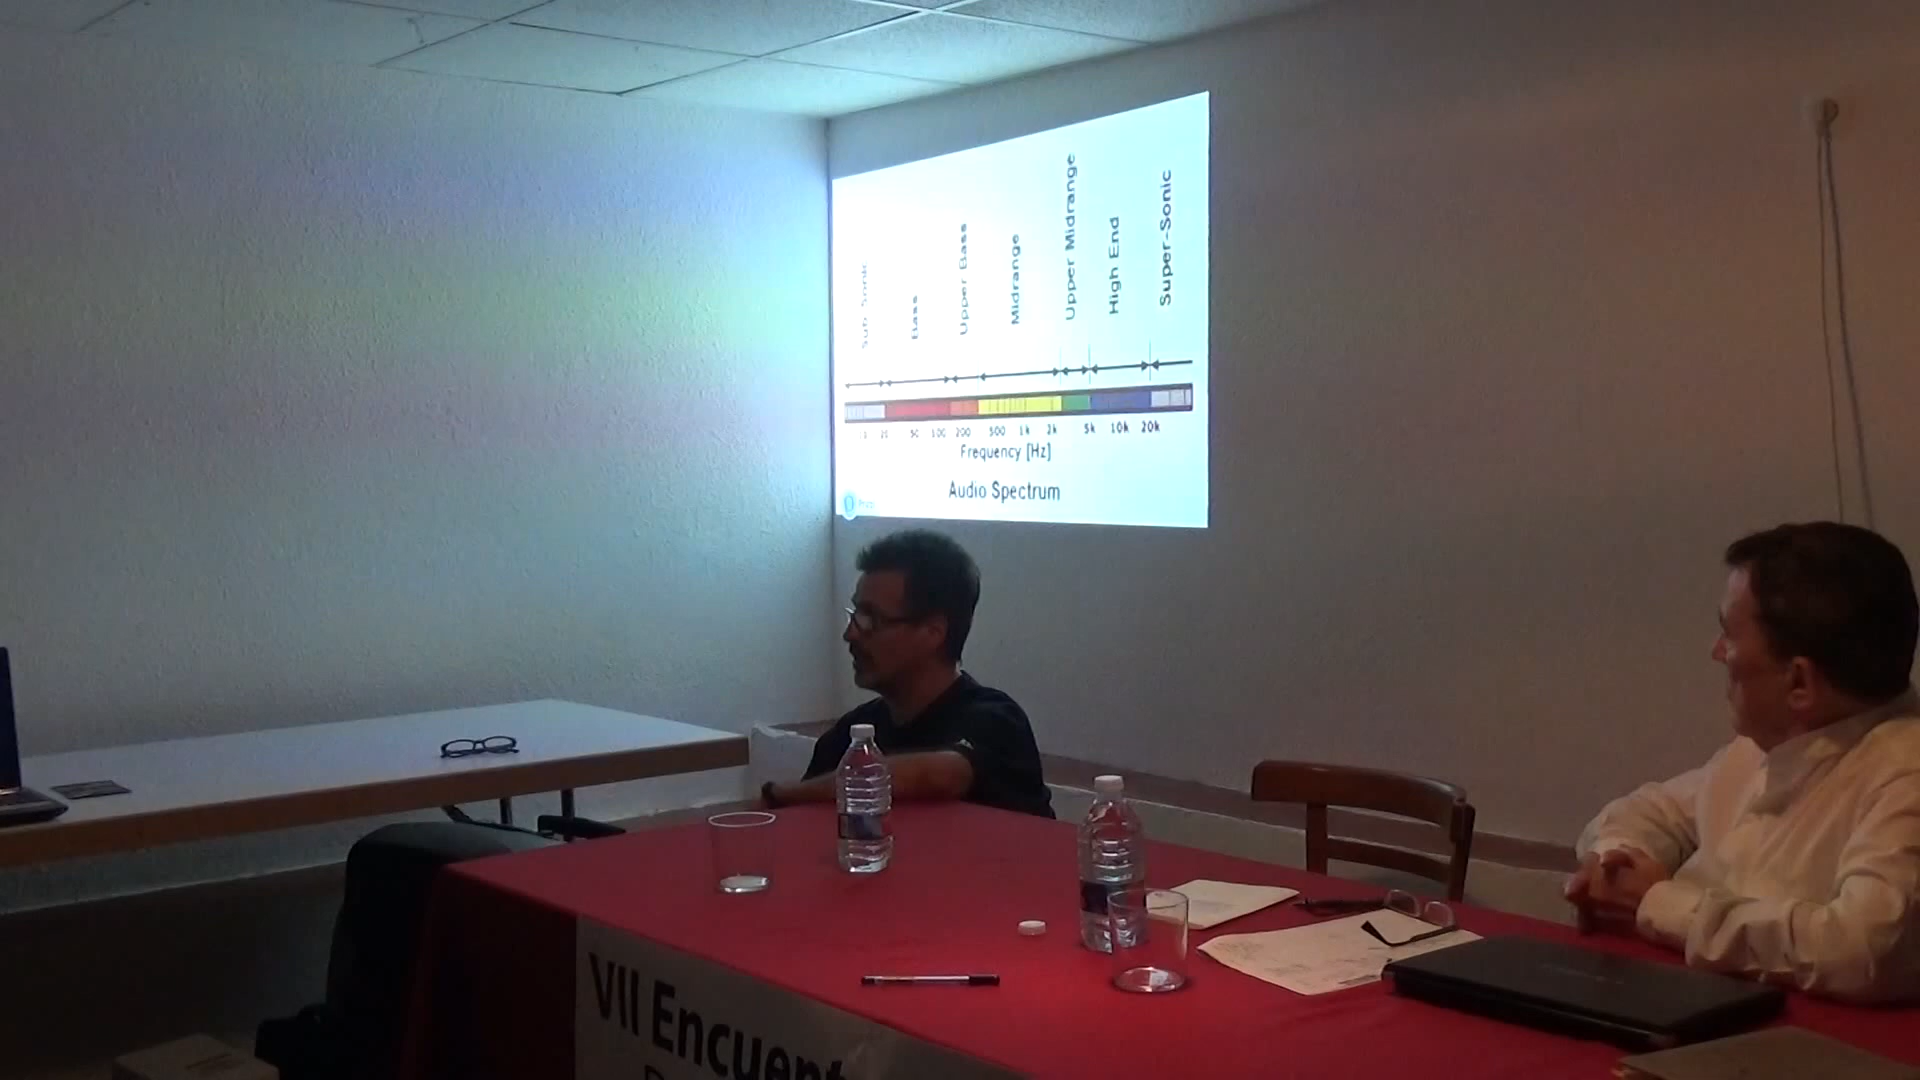 Sub Sonic
Bass
Upper Bass
Midrange
Upper Midrange
High End
Super-Sonic
20 50 100 200 500 1k 2k 5k 10k 20k
Frequency [Hz]
Audio Spectrum
VII Encuent